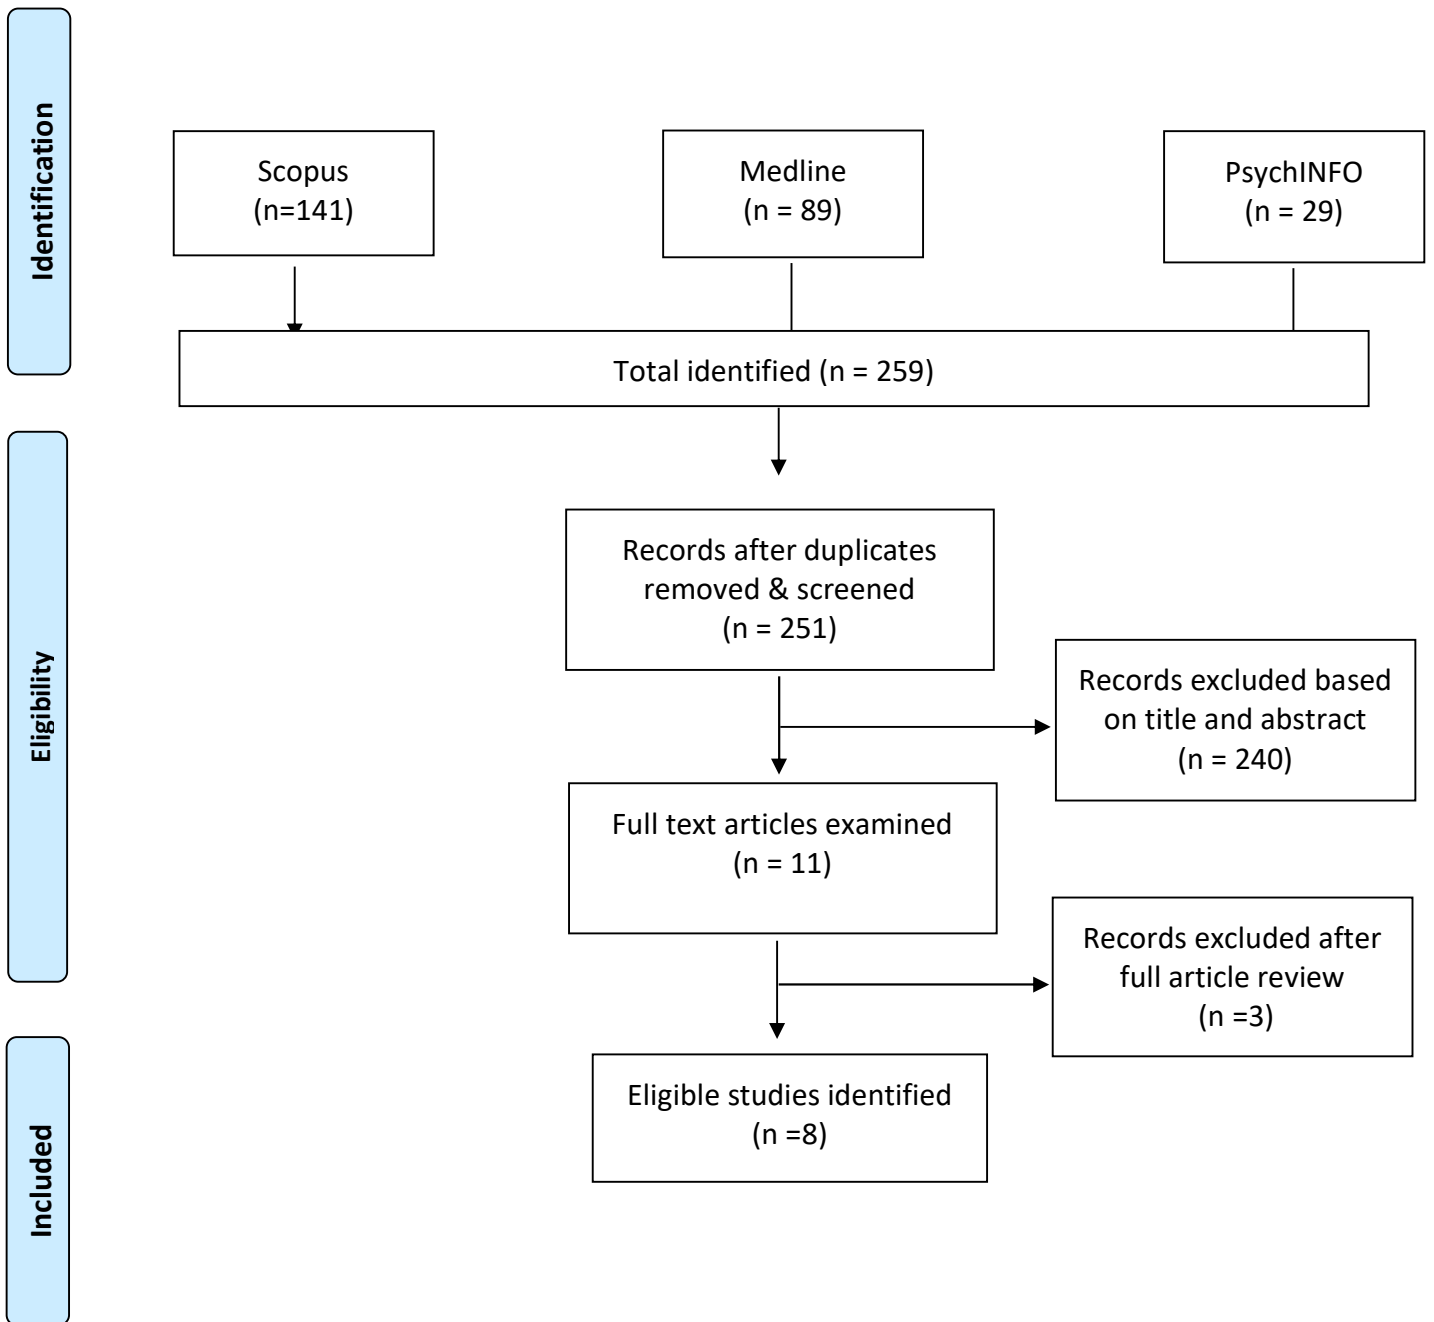 Identification
Scopus
(n=141)
Medline
(n = 89)
PsychINFO
(n = 29)
Total identified (n = 259)
Eligibility
Records after duplicates
removed & screened
(n = 251)
Records excluded based
on title and abstract
(n = 240)
Full text articles examined
(n = 11)
Records excluded after
full article review
(n =3)
Included
Eligible studies identified
(n =8)